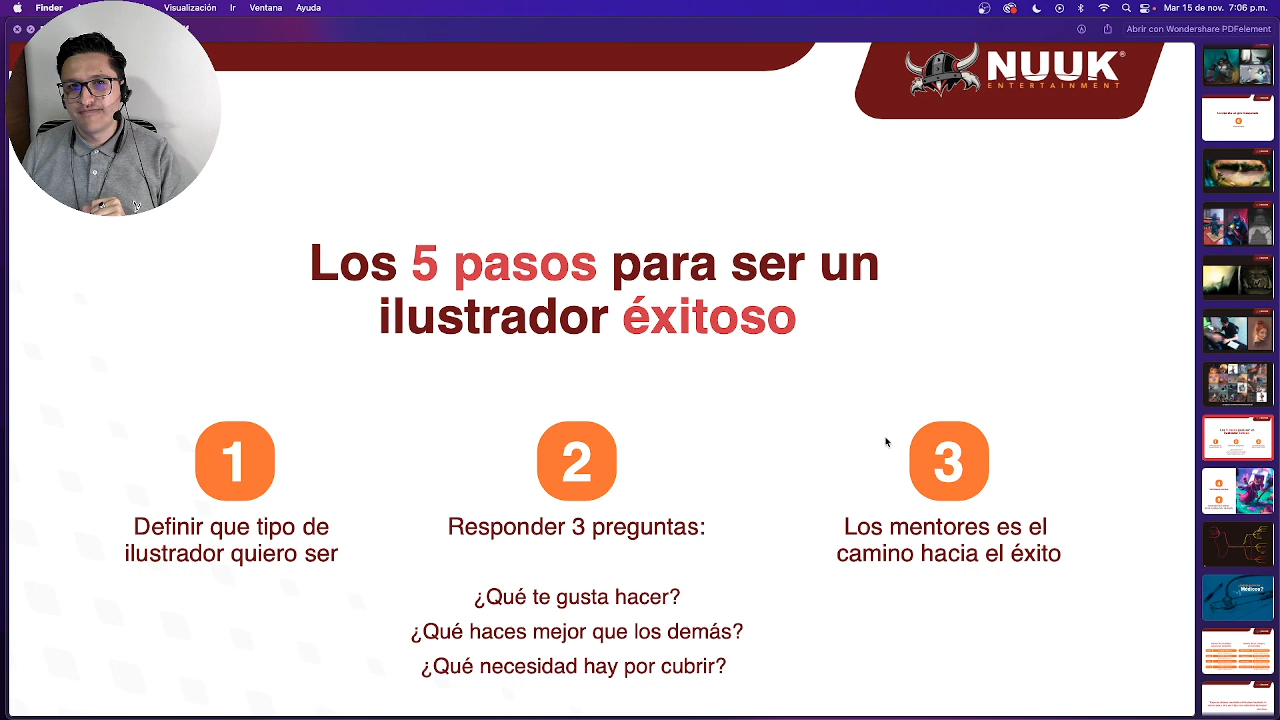 Finder
Visualización
Ir
Ventana
Ayuda
Mar 15 de nov. 7:06 p.m.
Abrir con Wondershare PDFelement
NUUK®
ENTERTAINMENT
Los 5 pasos para ser un
ilustrador éxitoso
1
Definir que tipo de
ilustrador quiero ser
2
Responder 3 preguntas:
¿Qué te gusta hacer?
¿Qué haces mejor que los demás?
¿Qué necesidad hay por cubrir?
3
Los mentores es el
camino hacia el éxito